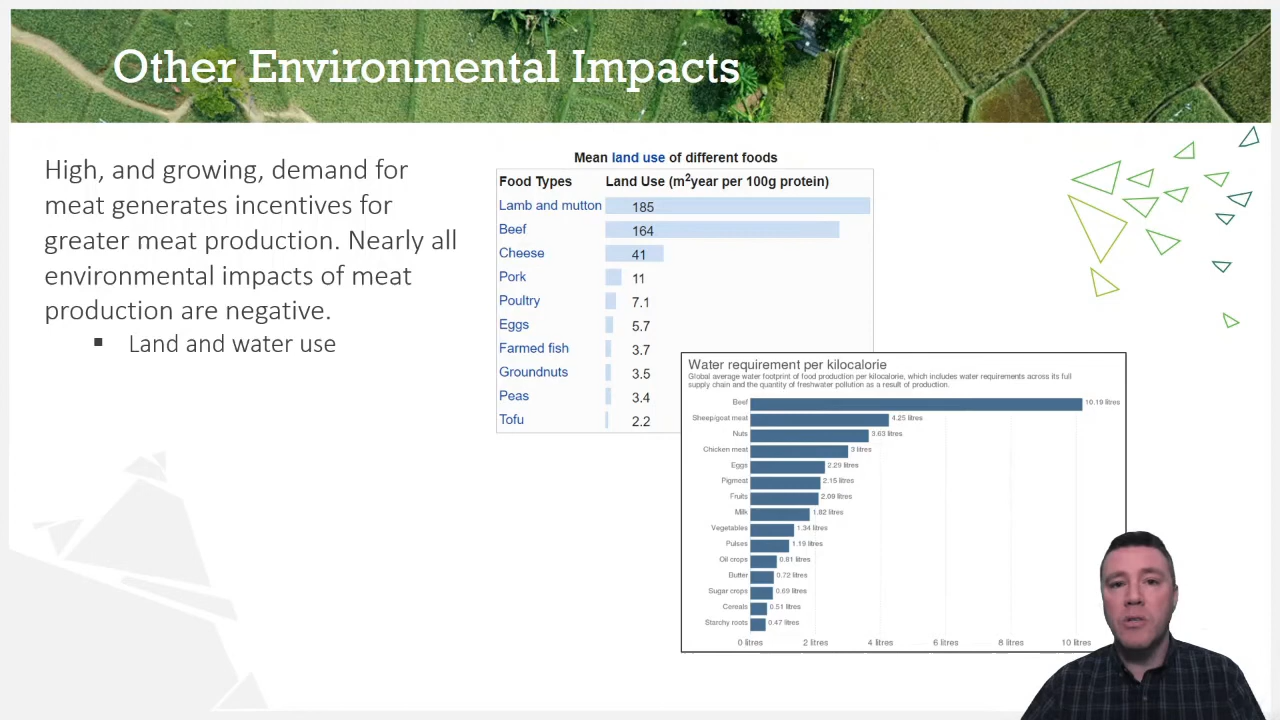 Other Environmental Impacts
High, and growing, demand for
meat generates incentives for
greater meat production. Nearly all
environmental impacts of meat
production are negative.
▪ Land and water use
Mean land use of different foods
Food Types Land Use (m²year per 100g protein)
Lamb and mutton 185
Beef 164
Cheese 41
Pork 11
Poultry 7.1
Eggs 5.7
Farmed fish 3.7
Groundnuts 3.5
Peas 3.4
Tofu 2.2
Water requirement per kilocalorie
Global average water footprint of food production per kilocalorie, which includes water requirements across its full
supply chain and the quantity of freshwater pollution as a result of production.
Beef 10.19 litres
Sheep/goat meat 4.25 litres
Nuts 3.63 litres
Chicken meat 3 litres
Eggs 2.29 litres
Pigmeat 2.15 litres
Fruits 2.09 litres
Milk 1.82 litres
Vegetables 1.34 litres
Pulses 1.19 litres
Oil crops 0.81 litres
Butter 0.72 litres
Sugar crops 0.69 litres
Cereals 0.51 litres
Starchy roots 0.47 litres
0 litres 2 litres 4 litres 6 litres 8 litres 10 litres